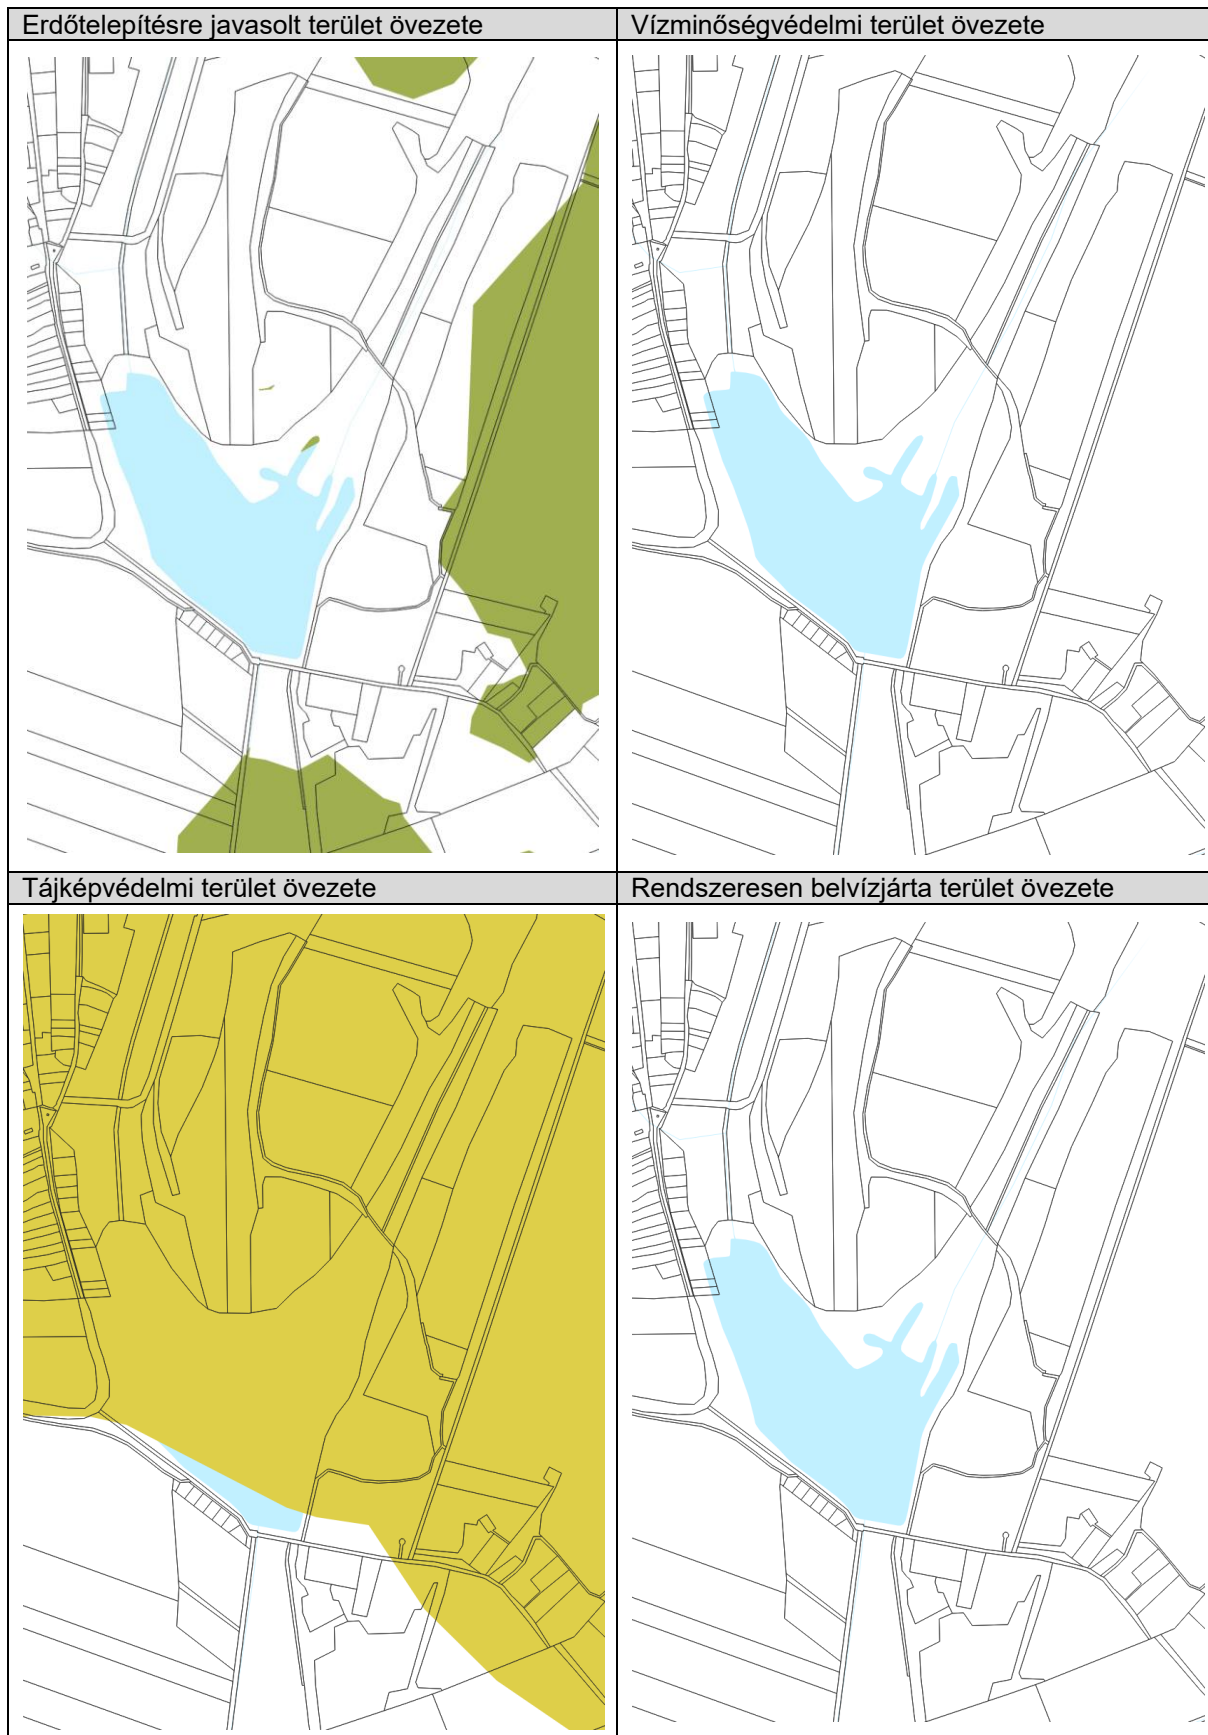 Erdőtelepítésre javasolt terület övezete
Vízminőségvédelmi terület övezete
Tájképvédelmi terület övezete
Rendszeresen belvízjárta terület övezete